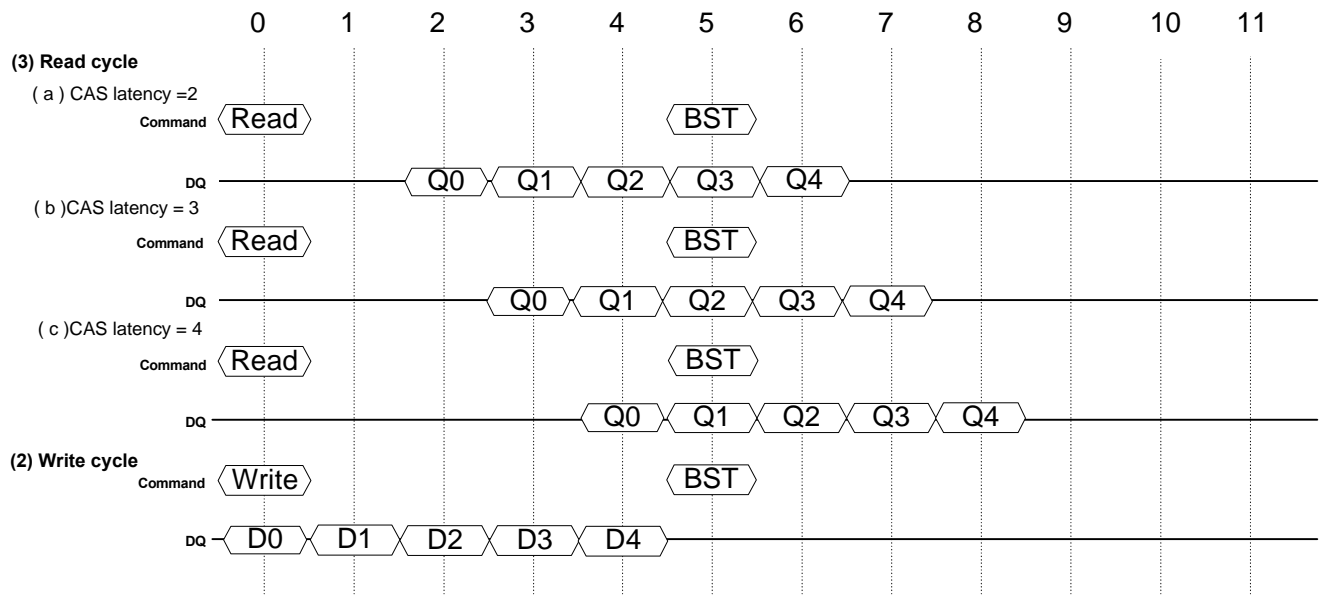 0 1 2 3 4 5 6 7 8 9 10 11
(3) Read cycle
( a ) CAS latency =2
Command Read BST
DQ Q0 Q1 Q2 Q3 Q4
( b )CAS latency = 3
Command Read BST
DQ Q0 Q1 Q2 Q3 Q4
( c )CAS latency = 4
Command Read BST
DQ Q0 Q1 Q2 Q3 Q4
(2) Write cycle
Command Write BST
DQ D0 D1 D2 D3 D4